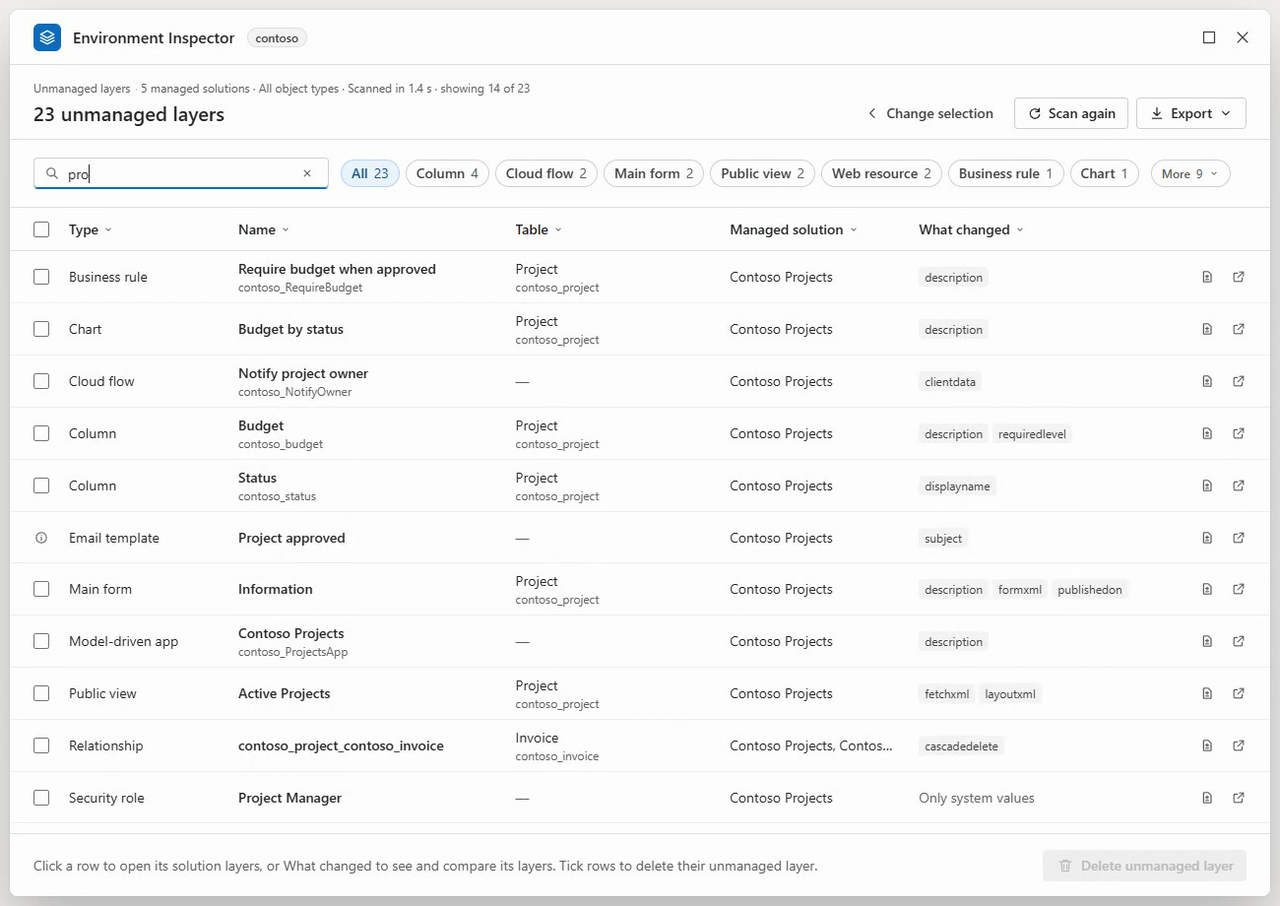 Environment Inspector contoso
Unmanaged layers · 5 managed solutions · All object types · Scanned in 1.4 s · showing 14 of 23
23 unmanaged layers
Change selection Scan again Export
pro All 23 Column 4 Cloud flow 2 Main form 2 Public view 2 Web resource 2 Business rule 1 Chart 1 More 9
Type Name Table Managed solution What changed
Business rule Require budget when approved Project Contoso Projects description
contoso_RequireBudget contoso_project
Chart Budget by status Project Contoso Projects description
contoso_project
Cloud flow Notify project owner — Contoso Projects clientdata
contoso_NotifyOwner
Column Budget Project Contoso Projects description requiredlevel
contoso_budget contoso_project
Column Status Project Contoso Projects displayname
contoso_status contoso_project
Email template Project approved — Contoso Projects subject
Main form Information Project Contoso Projects description formxml publishedon
contoso_project
Model-driven app Contoso Projects — Contoso Projects description
contoso_ProjectsApp
Public view Active Projects Project Contoso Projects fetchxml layoutxml
contoso_project
Relationship contoso_project_contoso_invoice Invoice Contoso Projects, Contos... cascadedelete
contoso_invoice
Security role Project Manager — Contoso Projects Only system values
Click a row to open its solution layers, or What changed to see and compare its layers. Tick rows to delete their unmanaged layer.
Delete unmanaged layer